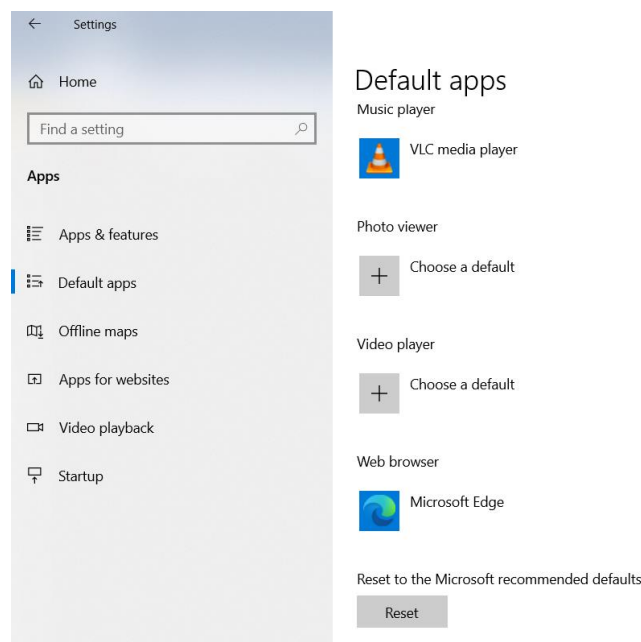 Settings
Home
Find a setting
Apps
Apps & features
Default apps
Offline maps
Apps for websites
Video playback
Startup
Default apps
Music player
VLC media player
Photo viewer
Choose a default
Video player
Choose a default
Web browser
Microsoft Edge
Reset to the Microsoft recommended defaults
Reset